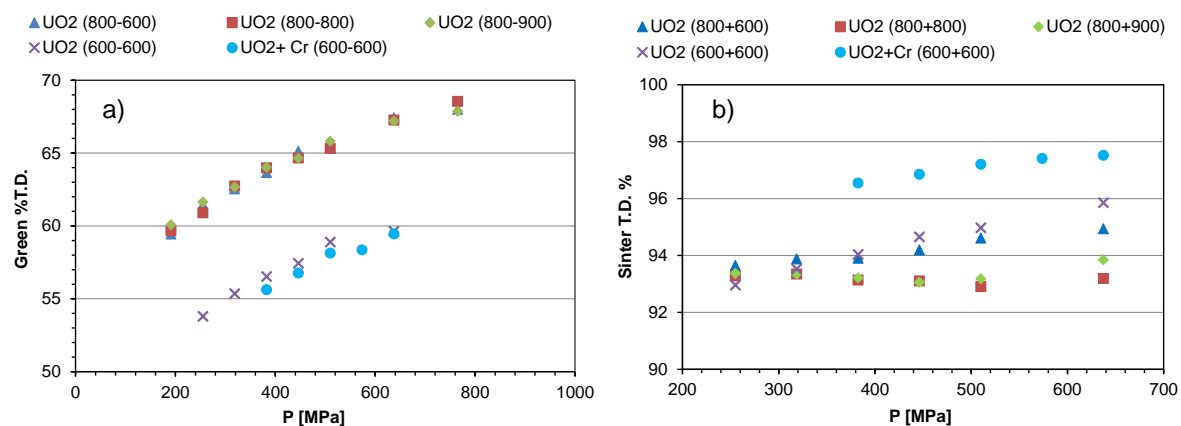 UO2 (800-600) UO2 (800-800) UO2 (800-900)
UO2 (600-600) UO2+ Cr (600-600)
a)
Green %T.D.
70
65
60
55
50
0 200 400 600 800 1000
P [MPa]
UO2 (800+600) UO2 (800+800) UO2 (800+900)
UO2 (600+600) UO2+Cr (600+600)
b)
Sinter T.D. %
100
98
96
94
92
90
200 300 400 500 600 700
P [MPa]